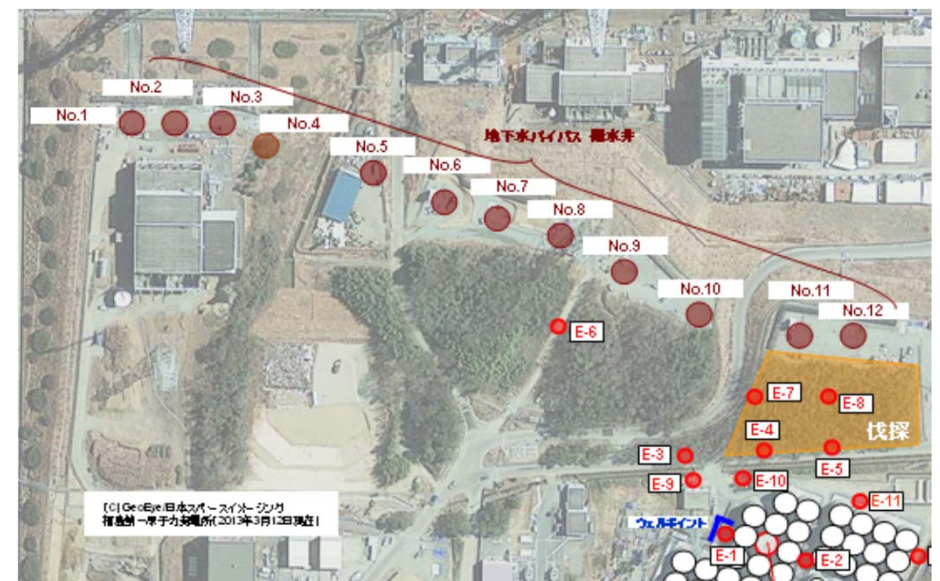 No.1
No.2
No.3
No.4
No.5
No.6
No.7
No.8
No.9
No.10
No.11
No.12
地下水バイパス 揚水井
E-6
E-7
E-8
伐採
E-4
E-3
E-5
E-9
E-10
E-11
ウェルポイント
E-1
E-2
(C)GeoEye/日本スペースイメージング
福島第一原子力発電所(2013年3月12日現在)